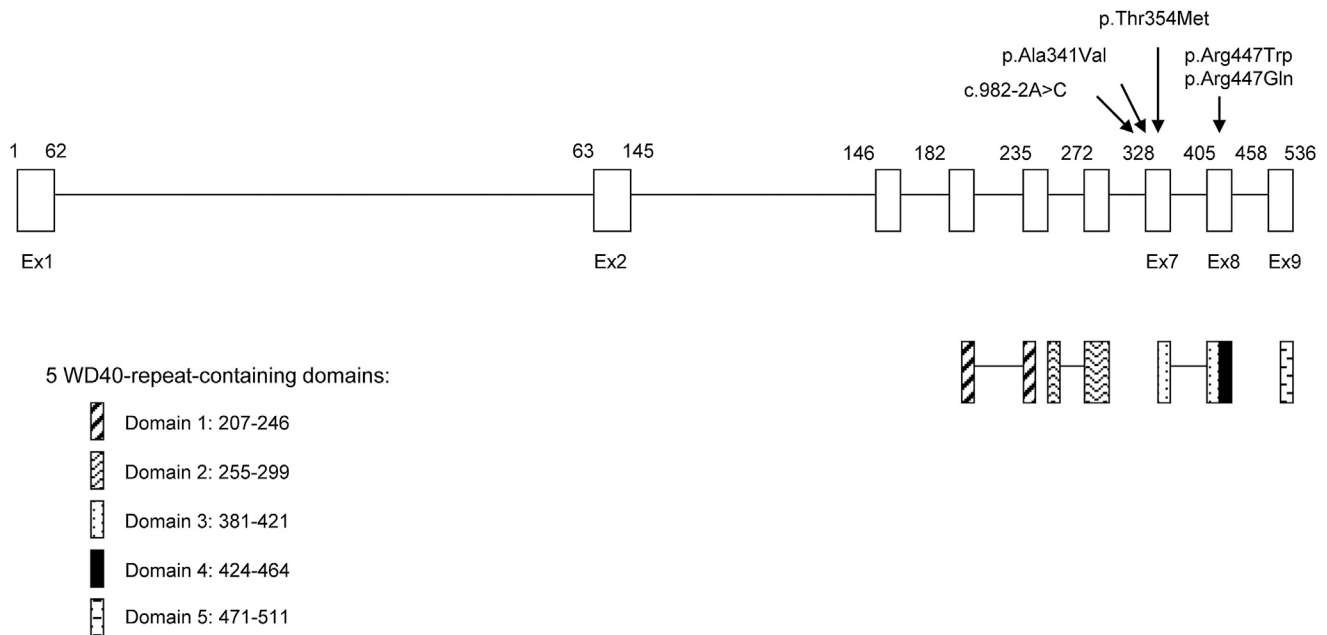 p.Thr354Met
p.Ala341Val
p.Arg447Trp
c.982-2A>C
p.Arg447Gln
1 62 63 145 146 182 235 272 328 405 458 536
Ex1 Ex2 Ex7 Ex8 Ex9
5 WD40-repeat-containing domains:
Domain 1: 207-246
Domain 2: 255-299
Domain 3: 381-421
Domain 4: 424-464
Domain 5: 471-511